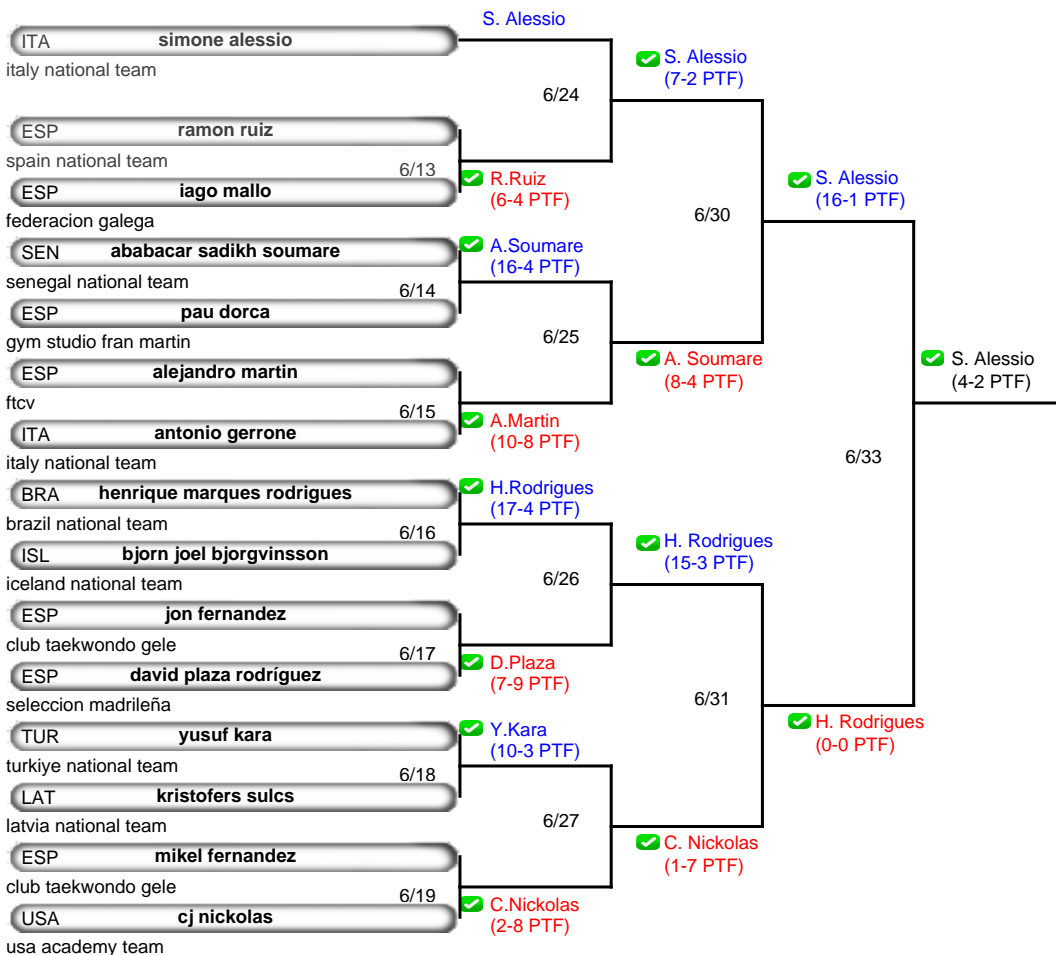 S. Alessio
ITA simone alessio
italy national team
S. Alessio
(7-2 PTF)
6/24
ESP ramon ruiz
spain national team
6/13
ESP iago mallo
federacion galega
R.Ruiz
(6-4 PTF)
S. Alessio
(16-1 PTF)
6/30
SEN ababacar sadikh soumare
senegal national team
A.Soumare
(16-4 PTF)
6/14
ESP pau dorca
gym studio fran martin
6/25
ESP alejandro martin
ftcv
A. Soumare
(8-4 PTF)
S. Alessio
(4-2 PTF)
6/15
ITA antonio gerrone
italy national team
A.Martin
(10-8 PTF)
6/33
BRA henrique marques rodrigues
brazil national team
H.Rodrigues
(17-4 PTF)
6/16
ISL bjorn joel bjorgvinsson
iceland national team
H. Rodrigues
(15-3 PTF)
6/26
ESP jon fernandez
club taekwondo gele
6/17
ESP david plaza rodríguez
seleccion madrileña
D.Plaza
(7-9 PTF)
6/31
TUR yusuf kara
turkiye national team
Y.Kara
(10-3 PTF)
H. Rodrigues
(0-0 PTF)
6/18
LAT kristofers sulcs
latvia national team
6/27
ESP mikel fernandez
club taekwondo gele
C. Nickolas
(1-7 PTF)
6/19
USA cj nickolas
usa academy team
C.Nickolas
(2-8 PTF)